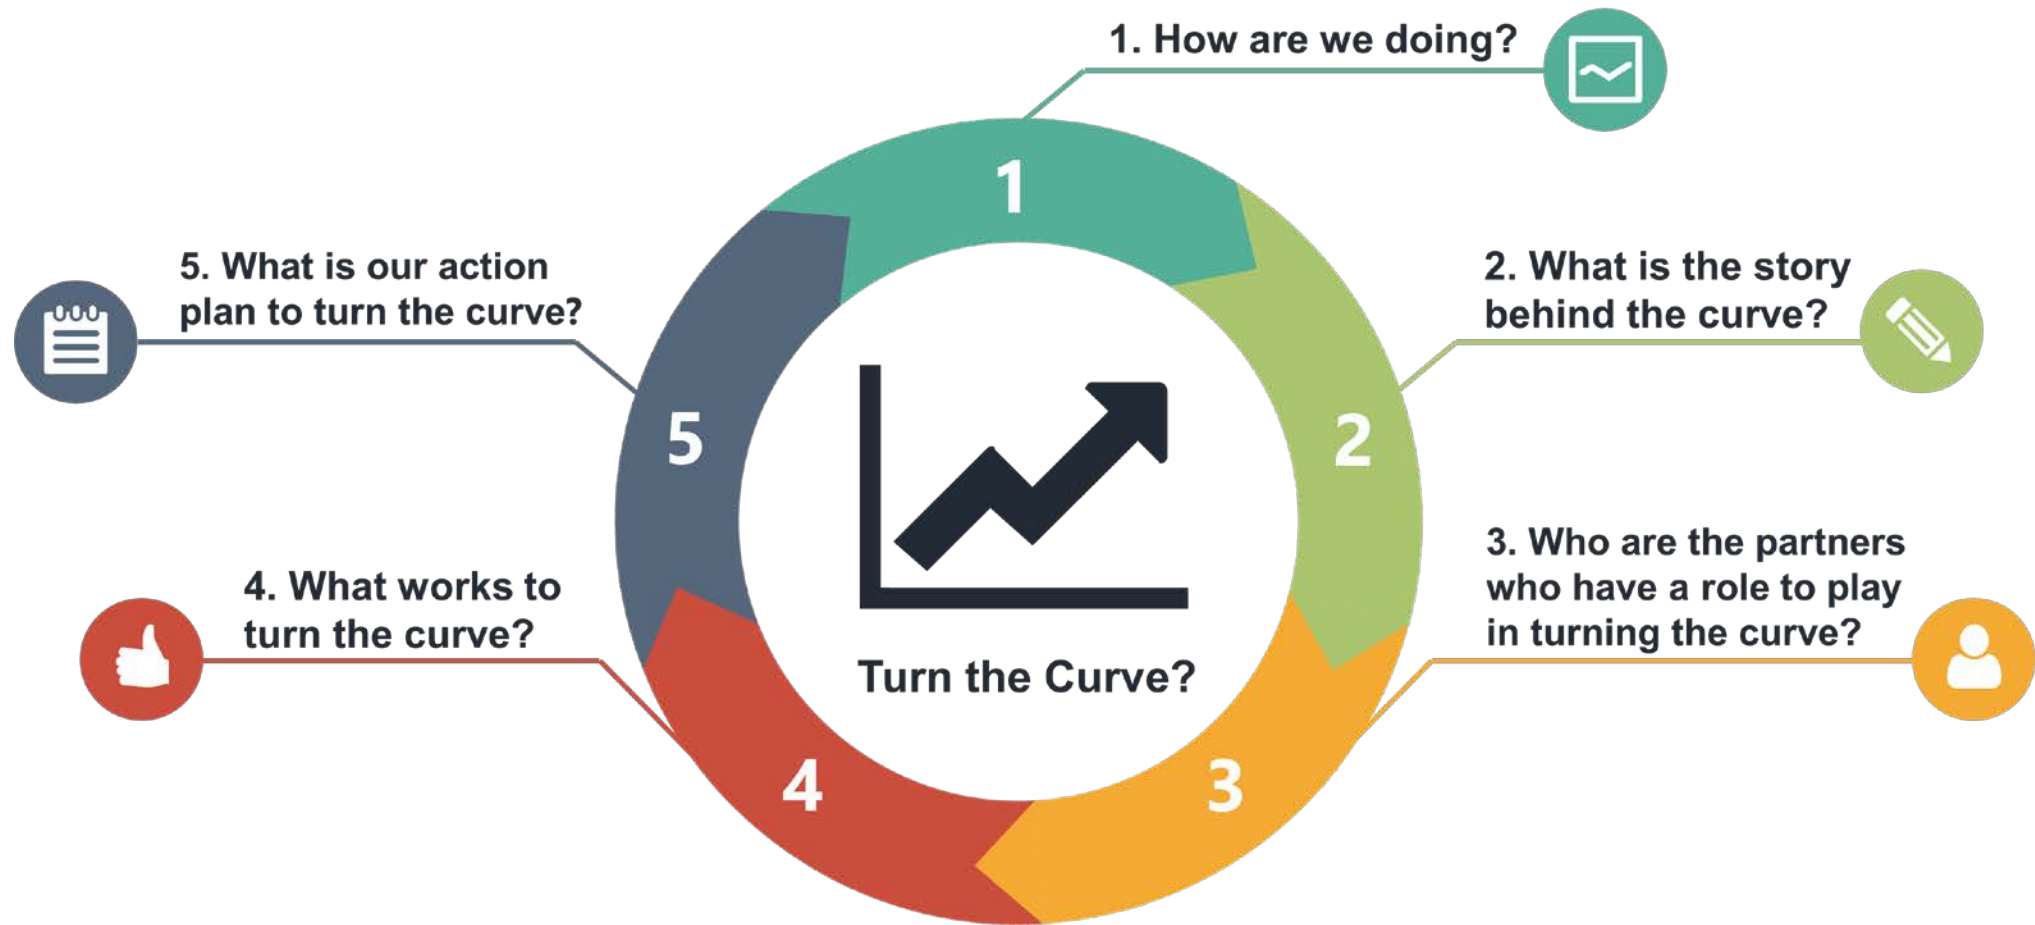 1. How are we doing?
1
2. What is the story
behind the curve?
2
3. Who are the partners
who have a role to play
in turning the curve?
3
4. What works to
turn the curve?
4
5. What is our action
plan to turn the curve?
5
Turn the Curve?